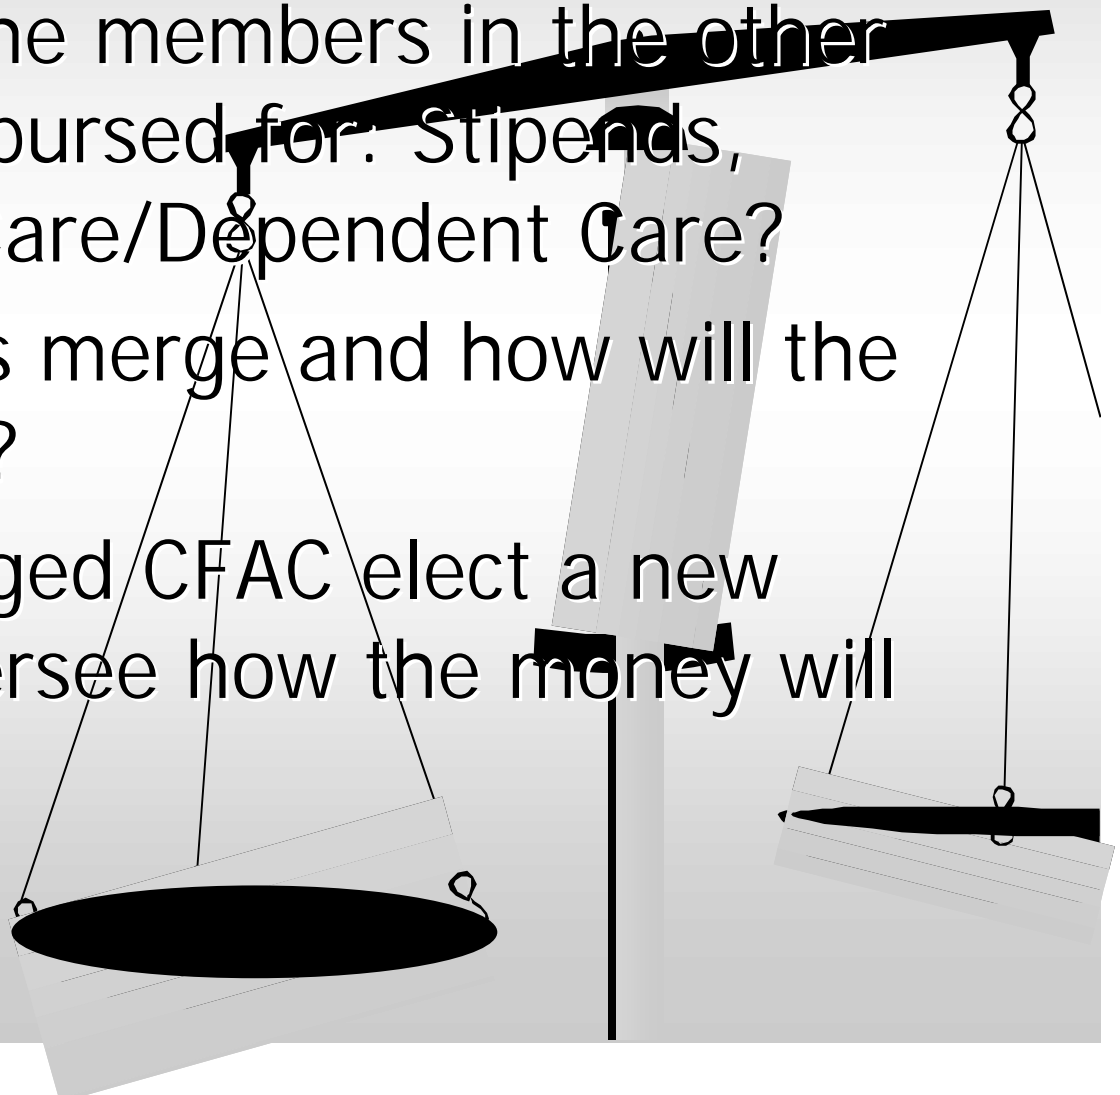 he members in the other
bursed for: Stipends,
are/Dependent Care?
s merge and how will the
?
ged CFAC elect a new
ersee how the money will